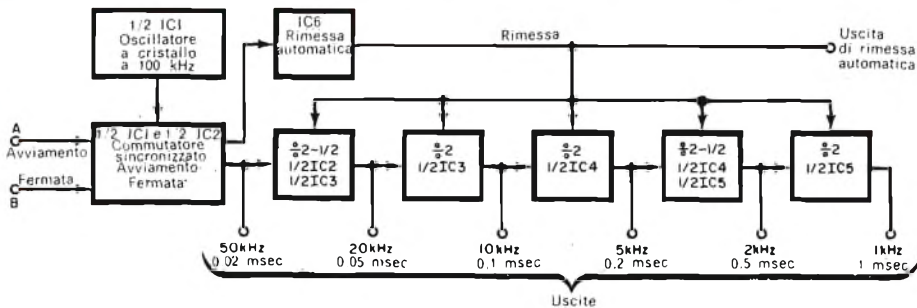 1/2 IC1
Oscillatore
a cristallo
a 100 kHz
IC6
Rimessa
automatica
Rimessa
Uscita
di rimessa
automatica
A
Avviamento
Fermata
B
1/2 IC1 e 1/2 IC2
Commutatore
sincronizzato
Avviamento
Fermata
÷2-1/2
1/2IC2
1/2IC3
÷2
1/2IC3
÷2
1/2IC4
÷2-1/2
1/2IC4
1/2IC5
÷2
1/2IC5
50kHz
0.02 msec
20kHz
0.05 msec
10kHz
0.1 msec
5kHz
0.2 msec
2kHz
0.5 msec
1kHz
1 msec
Uscite